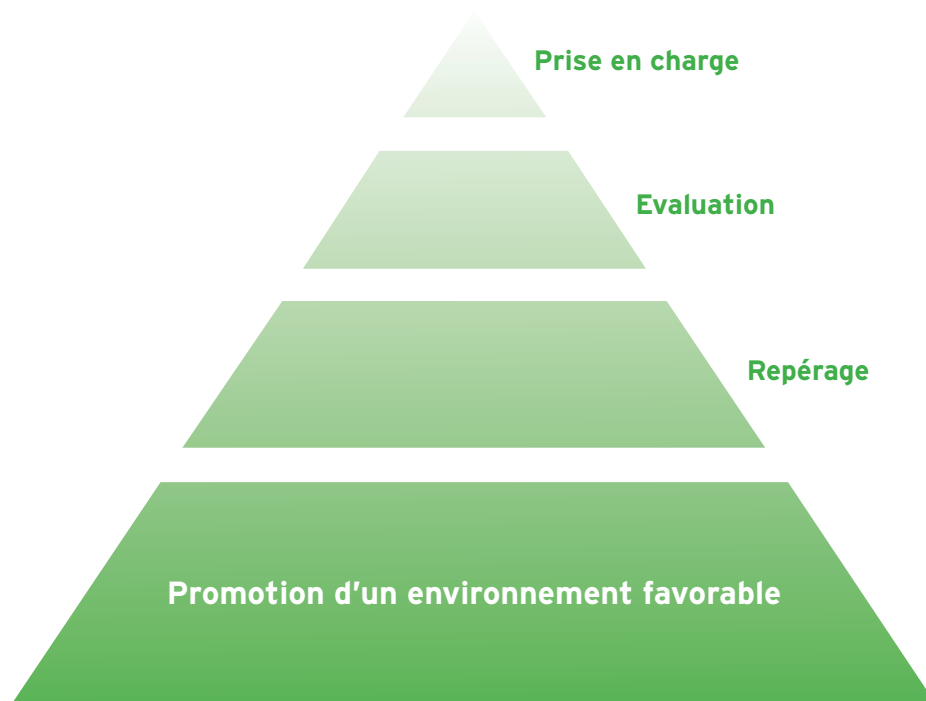 Prise en charge
Evaluation
Repérage
Promotion d'un environnement favorable